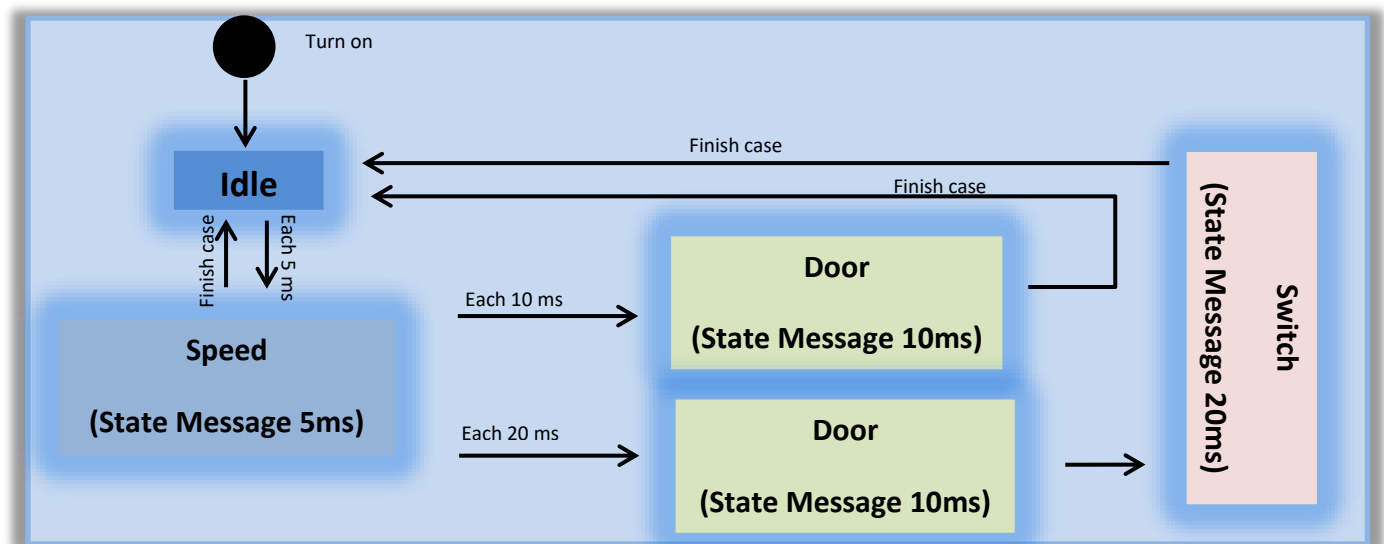 Turn on
Finish case
Idle
Finish case
Finish case
Each 5 ms
Door
(State Message 10ms)
Each 10 ms
Speed
(State Message 5ms)
Each 20 ms
Door
(State Message 10ms)
Switch
(State Message 20ms)